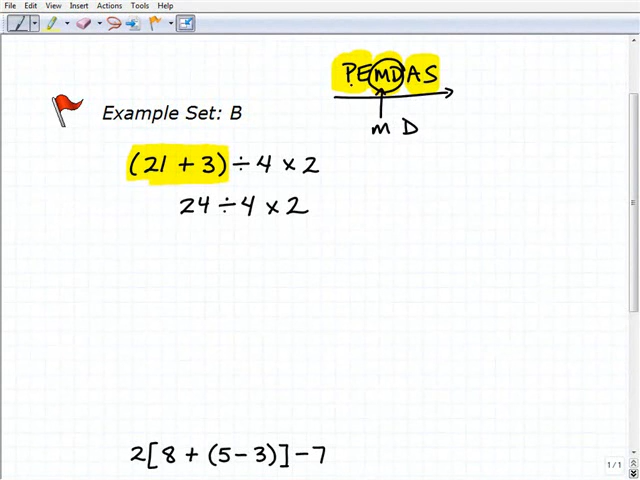 File Edit View Insert Actions Tools Help
PEMDAS
M D
Example Set: B
(21 + 3) ÷ 4 × 2
24 ÷ 4 × 2
2[8 + (5 − 3)] − 7
1/1